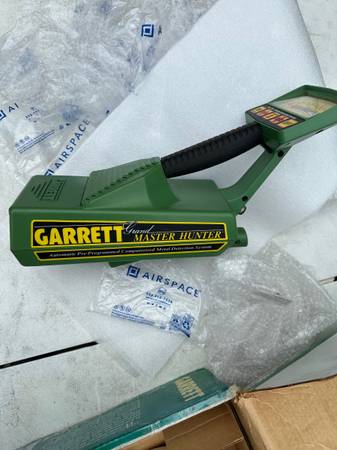 AIRSPACE
AIRSPACE
GARRETT
Grand
MASTER HUNTER
Automatic Pre-Programmed Computerized Metal Detection System
AIRSPACE
GARRETT